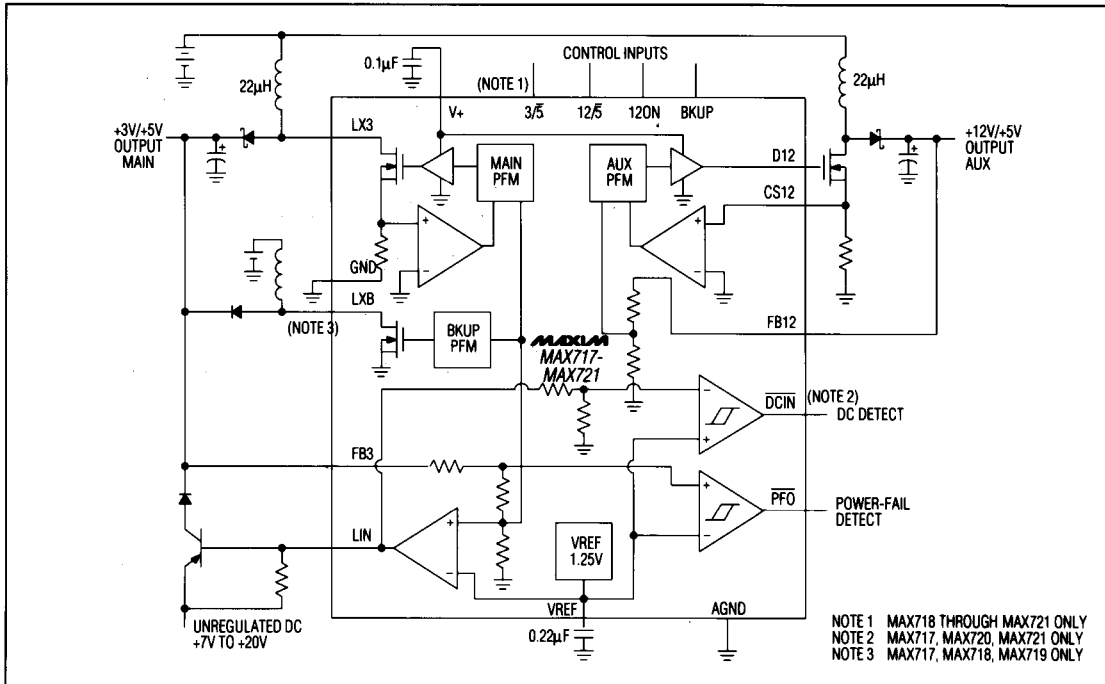 CONTROL INPUTS
0.1µF
22µH
(NOTE 1)
22µH
V+
3/5̅
12/5̅
12ON
BKUP
+3V/+5V
OUTPUT
MAIN
LX3
MAIN
PFM
AUX
PFM
D12
+12V/+5V
OUTPUT
AUX
CS12
+
−
+
−
GND
LXB
(NOTE 3)
BKUP
PFM
FB12
MAXIM
MAX717-
MAX721
−
+
D̅C̅I̅N̅
(NOTE 2)
DC DETECT
FB3
+
−
P̅F̅O̅
POWER-FAIL
DETECT
LIN
+
−
VREF
1.25V
UNREGULATED DC
+7V TO +20V
VREF
0.22µF
AGND
NOTE 1 MAX718 THROUGH MAX721 ONLY
NOTE 2 MAX717, MAX720, MAX721 ONLY
NOTE 3 MAX717, MAX718, MAX719 ONLY